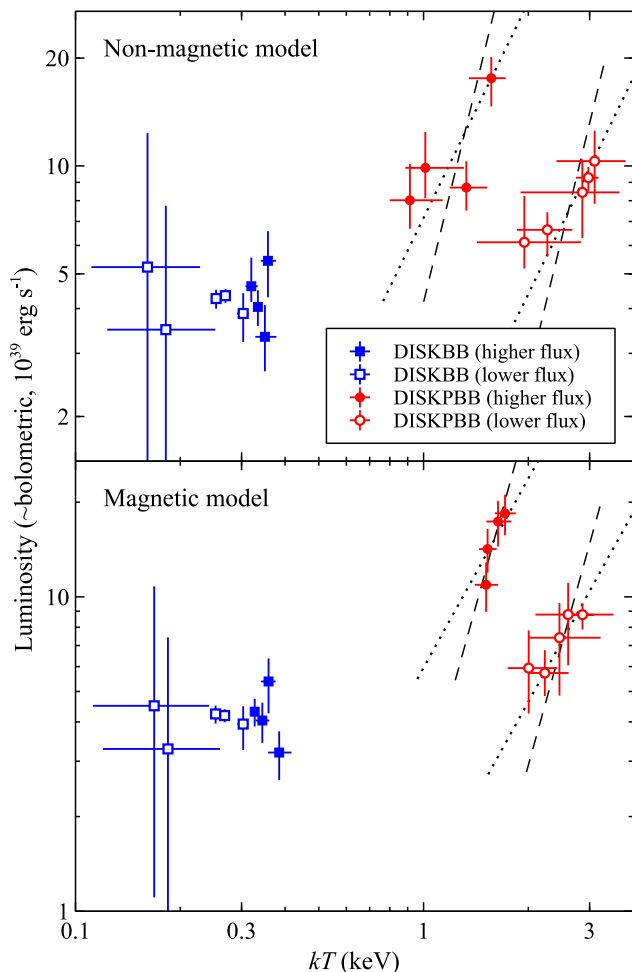 Non-magnetic model
20
10
5
2
DISKBB (higher flux)
DISKBB (lower flux)
DISKPBB (higher flux)
DISKPBB (lower flux)
Luminosity (~bolometric, 10³⁹ erg s⁻¹)
Magnetic model
10
1
0.1
0.3
1
3
kT (keV)